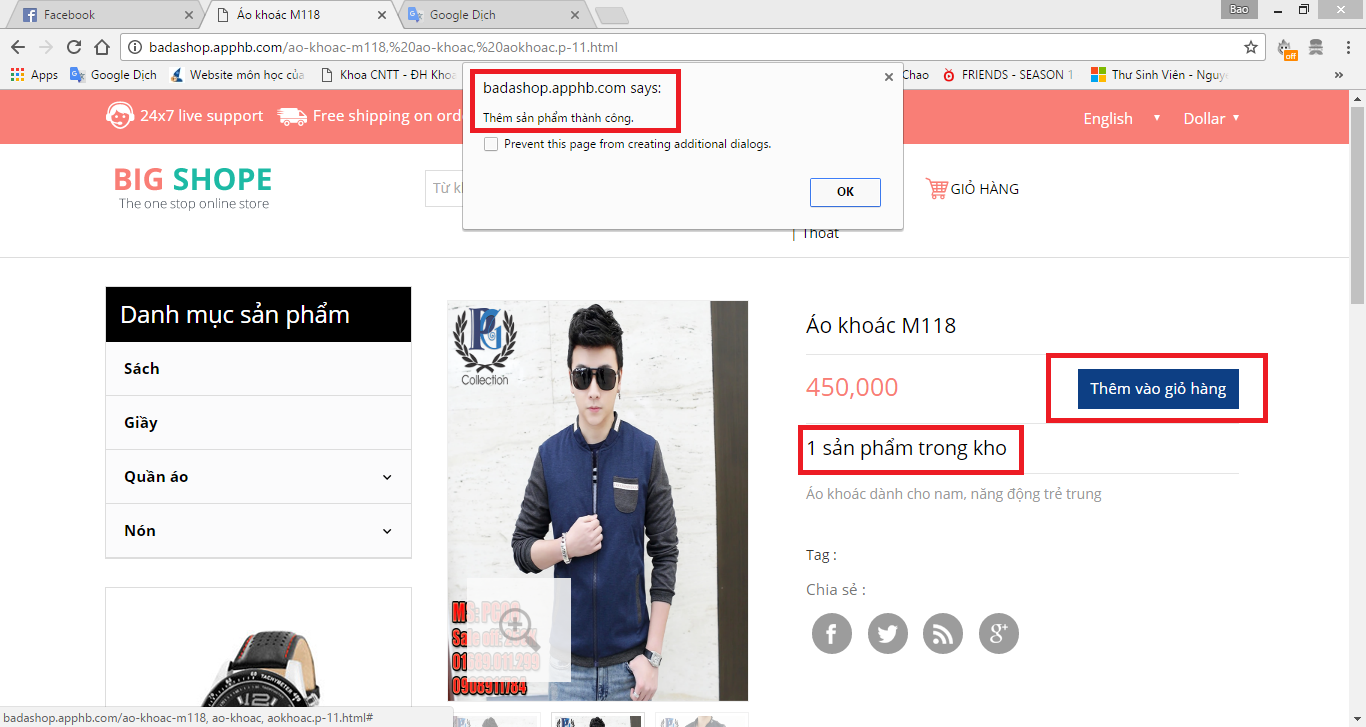 Facebook
Áo khoác M118
Google Dịch
Bao
badashop.apphb.com/ao-khoac-m118,%20ao-khoac,%20aokhoac.p-11.html
Apps
Google Dịch
Website môn học củ
Khoa CNTT - ĐH Khoa
Chao
FRIENDS - SEASON 1
Thư Sinh Viên - Nguy
»
badashop.apphb.com says:
Thêm sản phẩm thành công.
Prevent this page from creating additional dialogs.
OK
24x7 live support
Free shipping on ord
English
Dollar
BIG SHOPE
The one stop online store
Từ k
GIỎ HÀNG
| Thoát
Danh mục sản phẩm
Sách
Giầy
Quần áo
Nón
PG
Collection
Áo khoác M118
450,000
Thêm vào giỏ hàng
1 sản phẩm trong kho
Áo khoác dành cho nam, năng động trẻ trung
Tag :
Chia sẻ :
0908911784
TACHYMETER
12
badashop.apphb.com/ao-khoac-m118, ao-khoac, aokhoac.p-11.html#